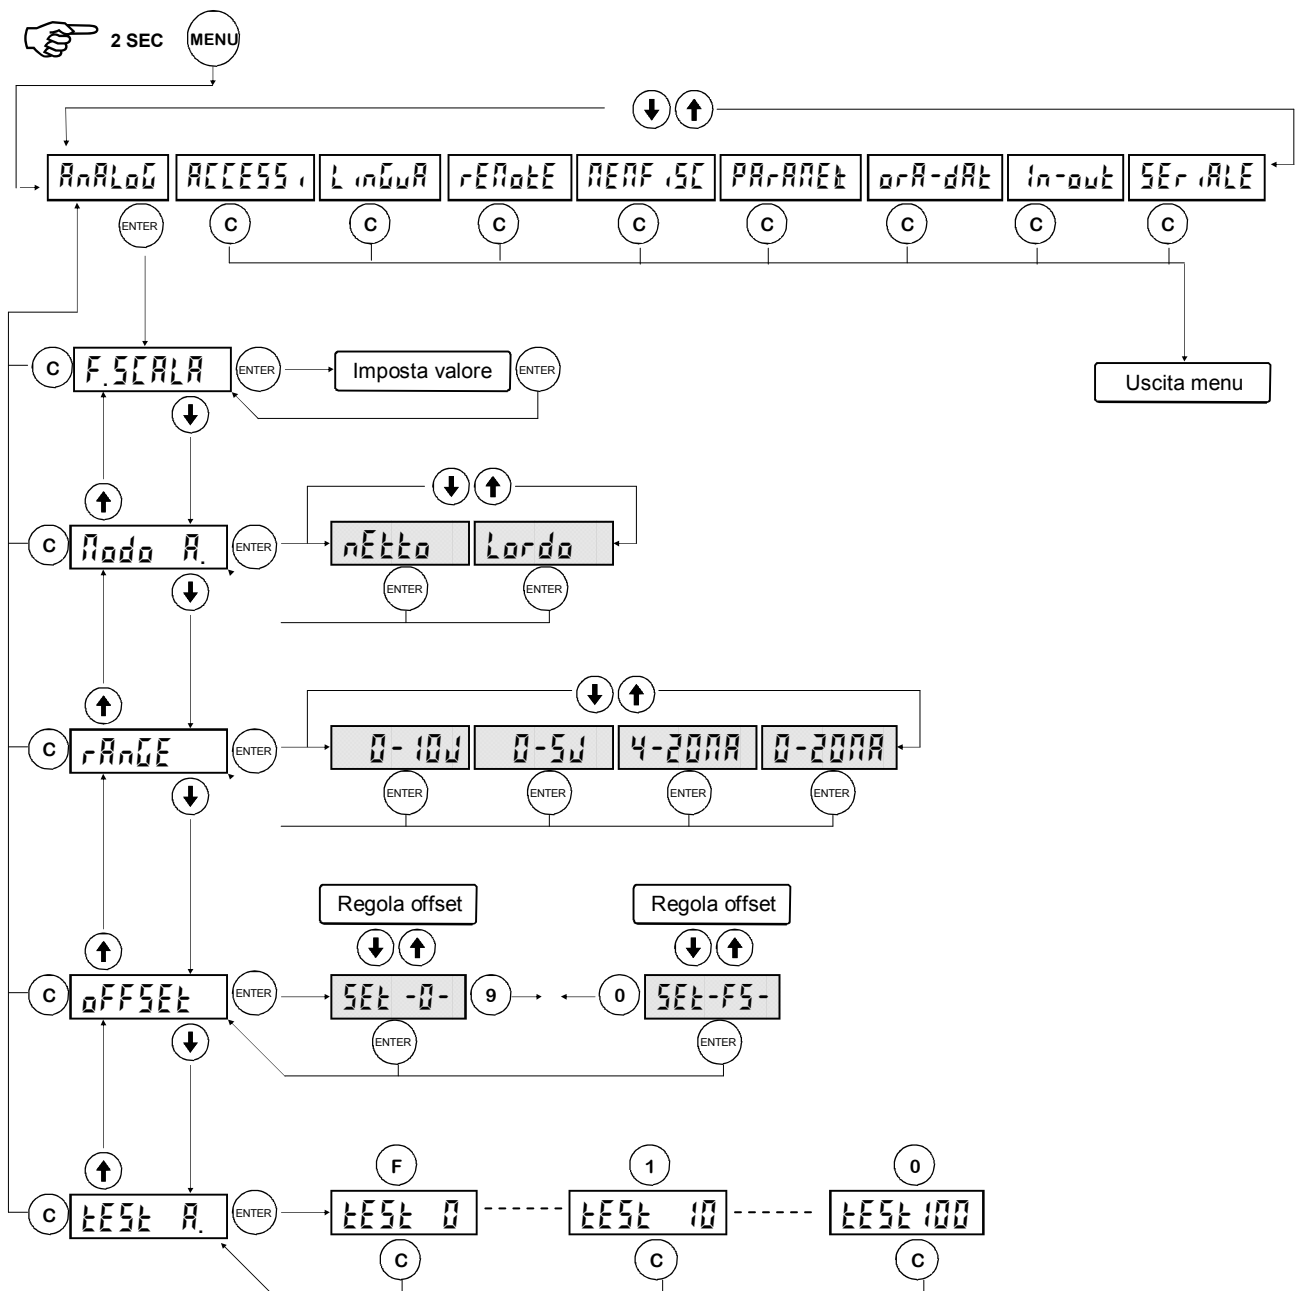 2 SEC MENU
AnALoG ACCESSi LinGuA rEMotE MEMFiSC PArAMEt orA-dAt In-out SEriALE
ENTER C C C C C C C C
C F.SCALA ENTER Imposta valore ENTER
Uscita menu
C Modo A. ENTER nEtto Lordo
ENTER ENTER
C rAnGE ENTER 0-10V 0-5V 4-20MA 0-20MA
ENTER ENTER ENTER ENTER
Regola offset Regola offset
C oFFSEt ENTER SEt -0- 9 0 SEt-FS-
ENTER ENTER
F 1 0
C tESt A. ENTER tESt 0 tESt 10 tESt100
C C C